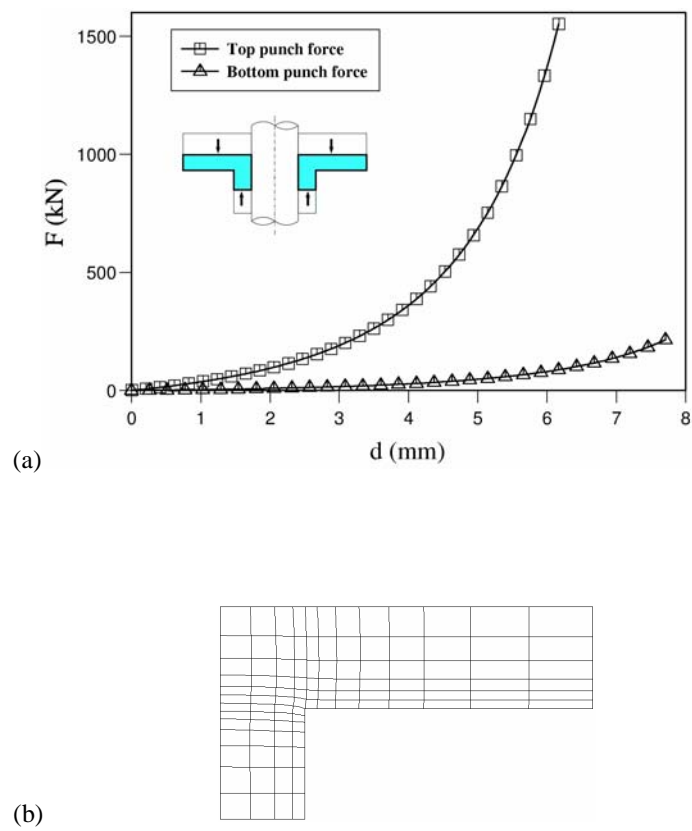 1500
1000
500
0
F (kN)
Top punch force
Bottom punch force
0 1 2 3 4 5 6 7 8
d (mm)
(a)
(b)